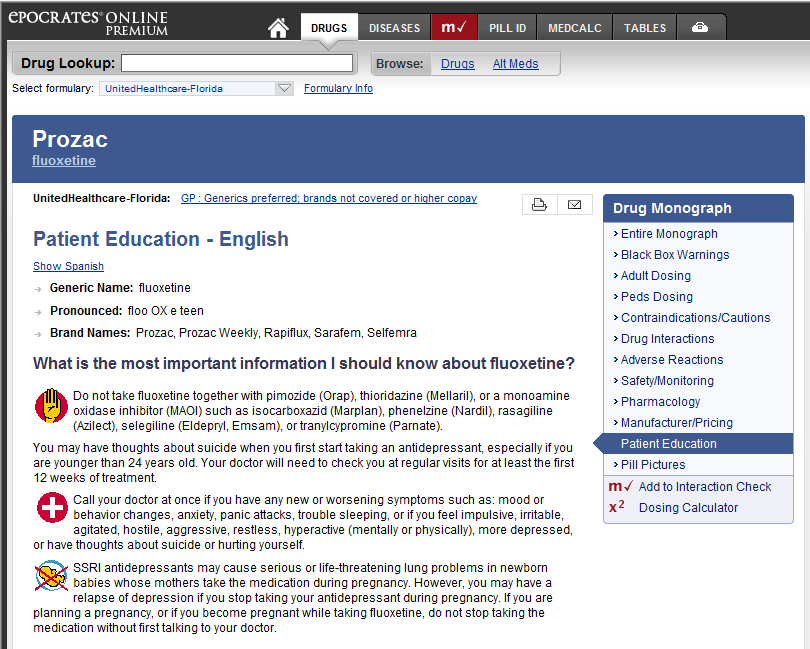 ePOCRATES® ONLINE
PREMIUM
DRUGS
DISEASES
m✓
PILL ID
MEDCALC
TABLES
Drug Lookup:
Browse: Drugs Alt Meds
Select formulary: UnitedHealthcare-Florida Formulary Info
Prozac
fluoxetine
UnitedHealthcare-Florida: GP : Generics preferred; brands not covered or higher copay
Patient Education - English
Show Spanish
Generic Name: fluoxetine
Pronounced: floo OX e teen
Brand Names: Prozac, Prozac Weekly, Rapiflux, Sarafem, Selfemra
What is the most important information I should know about fluoxetine?
Do not take fluoxetine together with pimozide (Orap), thioridazine (Mellaril), or a monoamine
oxidase inhibitor (MAOI) such as isocarboxazid (Marplan), phenelzine (Nardil), rasagiline
(Azilect), selegiline (Eldepryl, Emsam), or tranylcypromine (Parnate).
You may have thoughts about suicide when you first start taking an antidepressant, especially if you
are younger than 24 years old. Your doctor will need to check you at regular visits for at least the first
12 weeks of treatment.
Call your doctor at once if you have any new or worsening symptoms such as: mood or
behavior changes, anxiety, panic attacks, trouble sleeping, or if you feel impulsive, irritable,
agitated, hostile, aggressive, restless, hyperactive (mentally or physically), more depressed,
or have thoughts about suicide or hurting yourself.
SSRI antidepressants may cause serious or life-threatening lung problems in newborn
babies whose mothers take the medication during pregnancy. However, you may have a
relapse of depression if you stop taking your antidepressant during pregnancy. If you are
planning a pregnancy, or if you become pregnant while taking fluoxetine, do not stop taking the
medication without first talking to your doctor.
Drug Monograph
Entire Monograph
Black Box Warnings
Adult Dosing
Peds Dosing
Contraindications/Cautions
Drug Interactions
Adverse Reactions
Safety/Monitoring
Pharmacology
Manufacturer/Pricing
Patient Education
Pill Pictures
m✓ Add to Interaction Check
x² Dosing Calculator